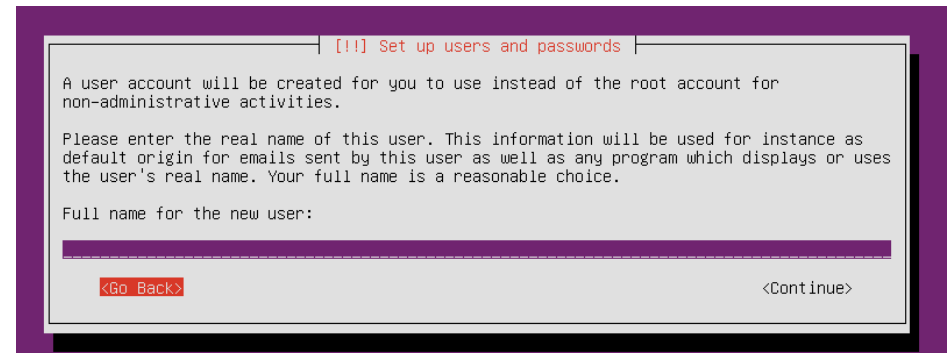 [!!] Set up users and passwords
A user account will be created for you to use instead of the root account for
non-administrative activities.
Please enter the real name of this user. This information will be used for instance as
default origin for emails sent by this user as well as any program which displays or uses
the user's real name. Your full name is a reasonable choice.
Full name for the new user:
<Go Back> <Continue>